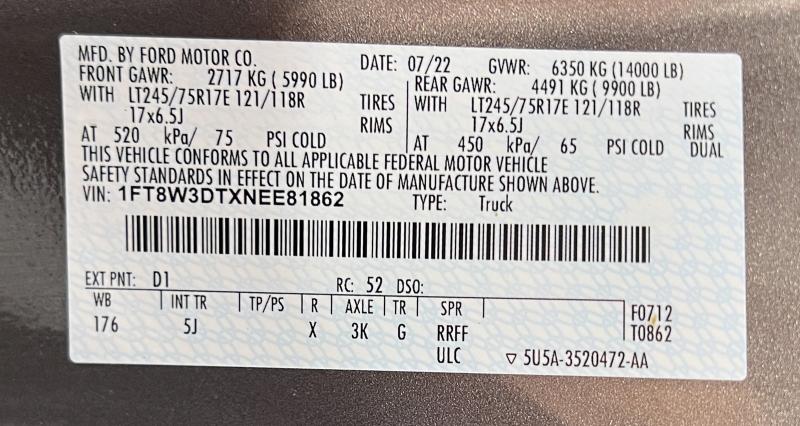 MFD. BY FORD MOTOR CO. DATE: 07/22 GVWR: 6350 KG (14000 LB)
FRONT GAWR: 2717 KG (5990 LB) REAR GAWR: 4491 KG (9900 LB)
WITH LT245/75R17E 121/118R TIRES WITH LT245/75R17E 121/118R TIRES
17x6.5J RIMS 17x6.5J RIMS
AT 520 kPa/ 75 PSI COLD AT 450 kPa/ 65 PSI COLD DUAL
THIS VEHICLE CONFORMS TO ALL APPLICABLE FEDERAL MOTOR VEHICLE
SAFETY STANDARDS IN EFFECT ON THE DATE OF MANUFACTURE SHOWN ABOVE.
VIN: 1FT8W3DTXNEE81862 TYPE: Truck
EXT PNT: D1 RC: 52 DSO:
WB INT TR TP/PS R AXLE TR SPR F0712
176 5J X 3K G RRFF T0862
ULC ▽ 5U5A-3520472-AA